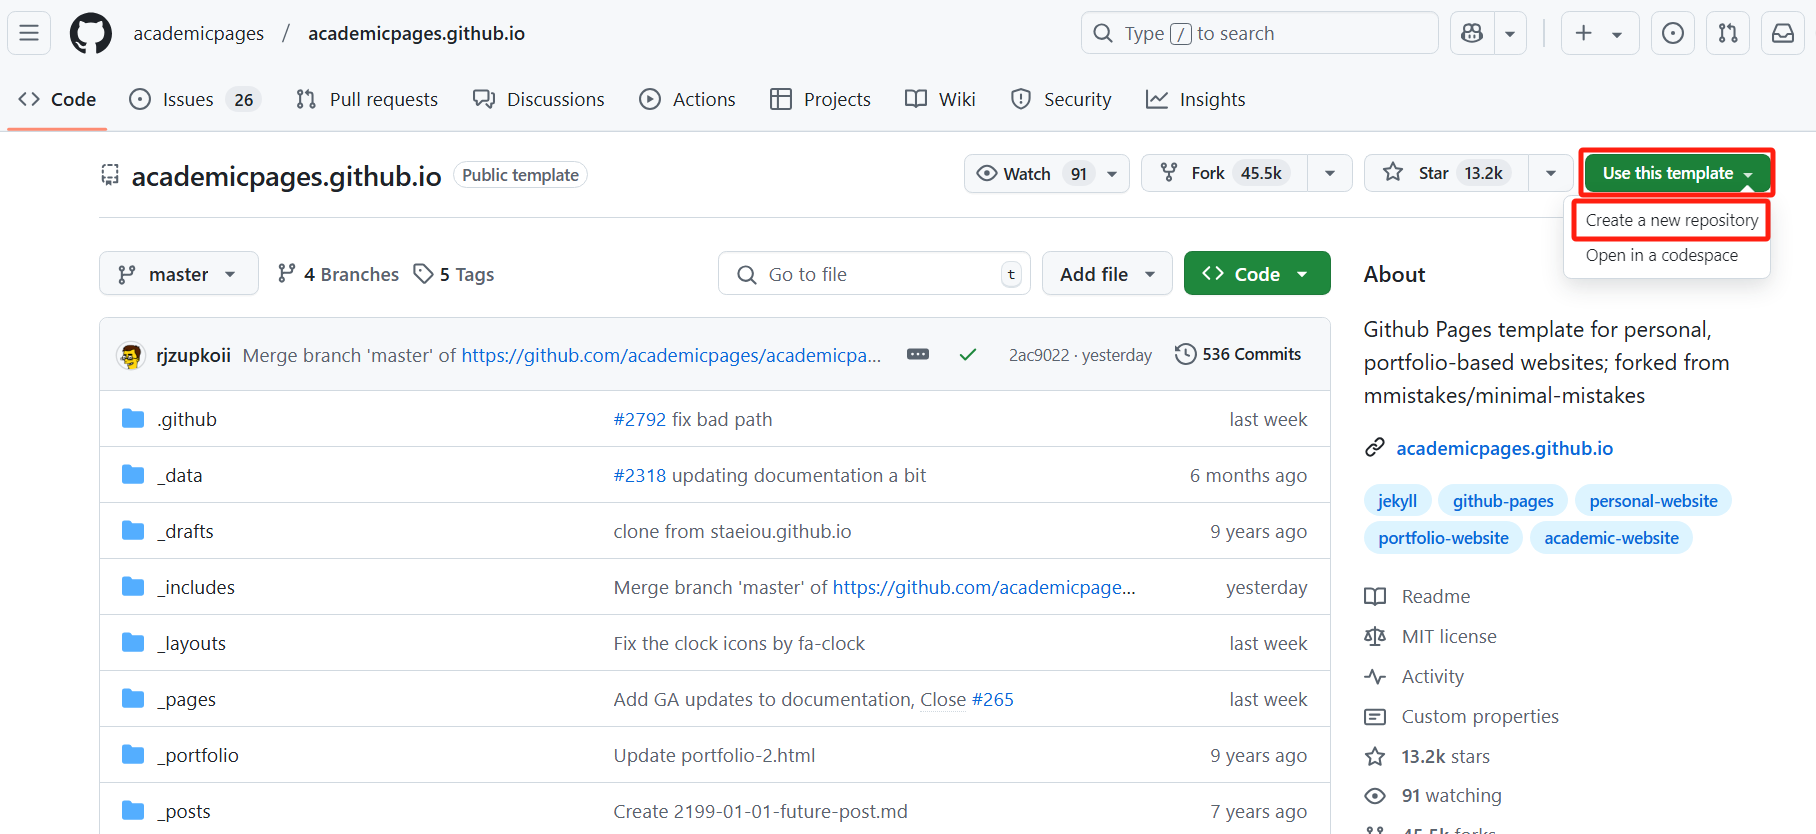 academicpages / academicpages.github.io
Type / to search
Code
Issues 26
Pull requests
Discussions
Actions
Projects
Wiki
Security
Insights
academicpages.github.io Public template
Watch 91
Fork 45.5k
Star 13.2k
Use this template
Create a new repository
Open in a codespace
master
4 Branches
5 Tags
Go to file t
Add file
Code
rjzupkoii Merge branch 'master' of https://github.com/academicpages/academicpa... 2ac9022 · yesterday 536 Commits
.github #2792 fix bad path last week
_data #2318 updating documentation a bit 6 months ago
_drafts clone from staeiou.github.io 9 years ago
_includes Merge branch 'master' of https://github.com/academicpage... yesterday
_layouts Fix the clock icons by fa-clock last week
_pages Add GA updates to documentation, Close #265 last week
_portfolio Update portfolio-2.html 9 years ago
_posts Create 2199-01-01-future-post.md 7 years ago
About
Github Pages template for personal,
portfolio-based websites; forked from
mmistakes/minimal-mistakes
academicpages.github.io
jekyll github-pages personal-website
portfolio-website academic-website
Readme
MIT license
Activity
Custom properties
13.2k stars
91 watching
45.5k forks